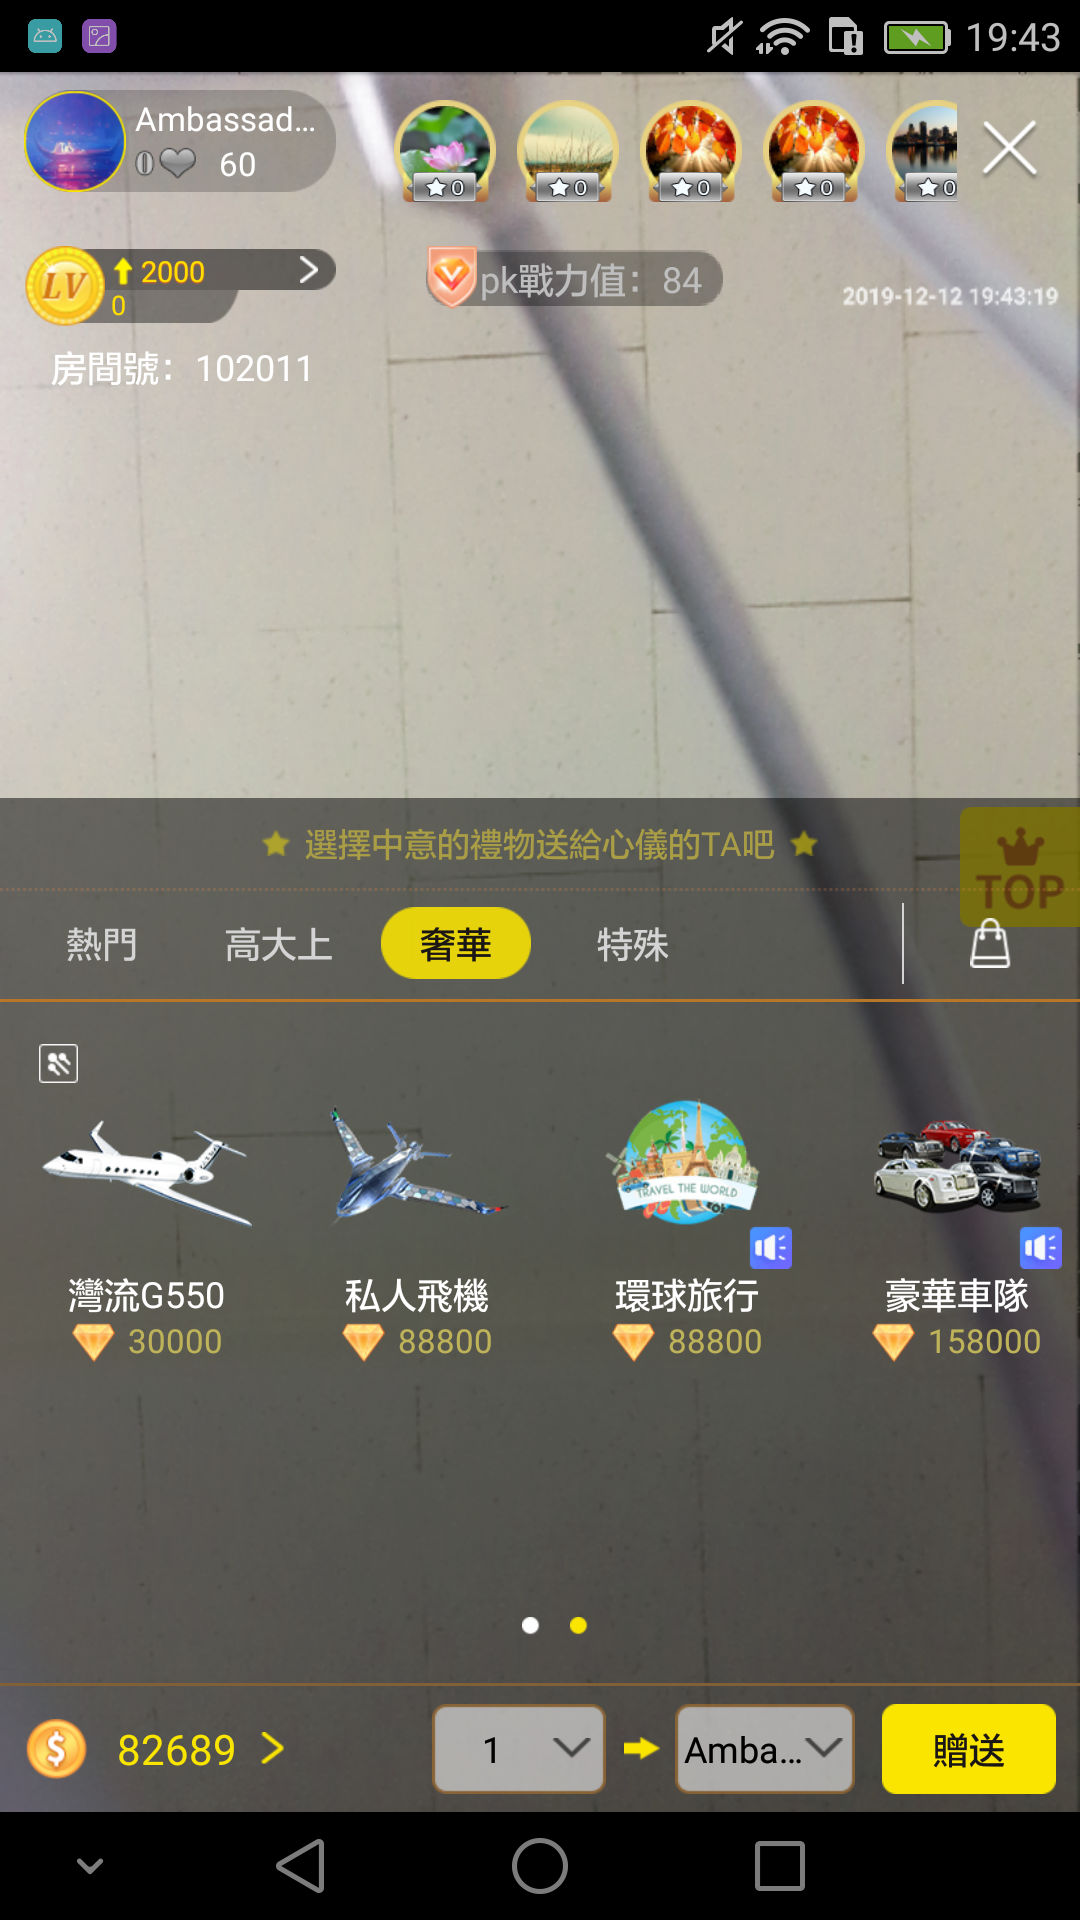 19:43
Ambassad...
0 60
0 0 0 0 0
LV 2000
0
pk戰力值：84
2019-12-12 19:43:19
房間號：102011
選擇中意的禮物送給心儀的TA吧
TOP
熱門 高大上 奢華 特殊
TRAVEL THE WORLD
灣流G550 私人飛機 環球旅行 豪華車隊
30000 88800 88800 158000
$ 82689 1 Amba... 贈送